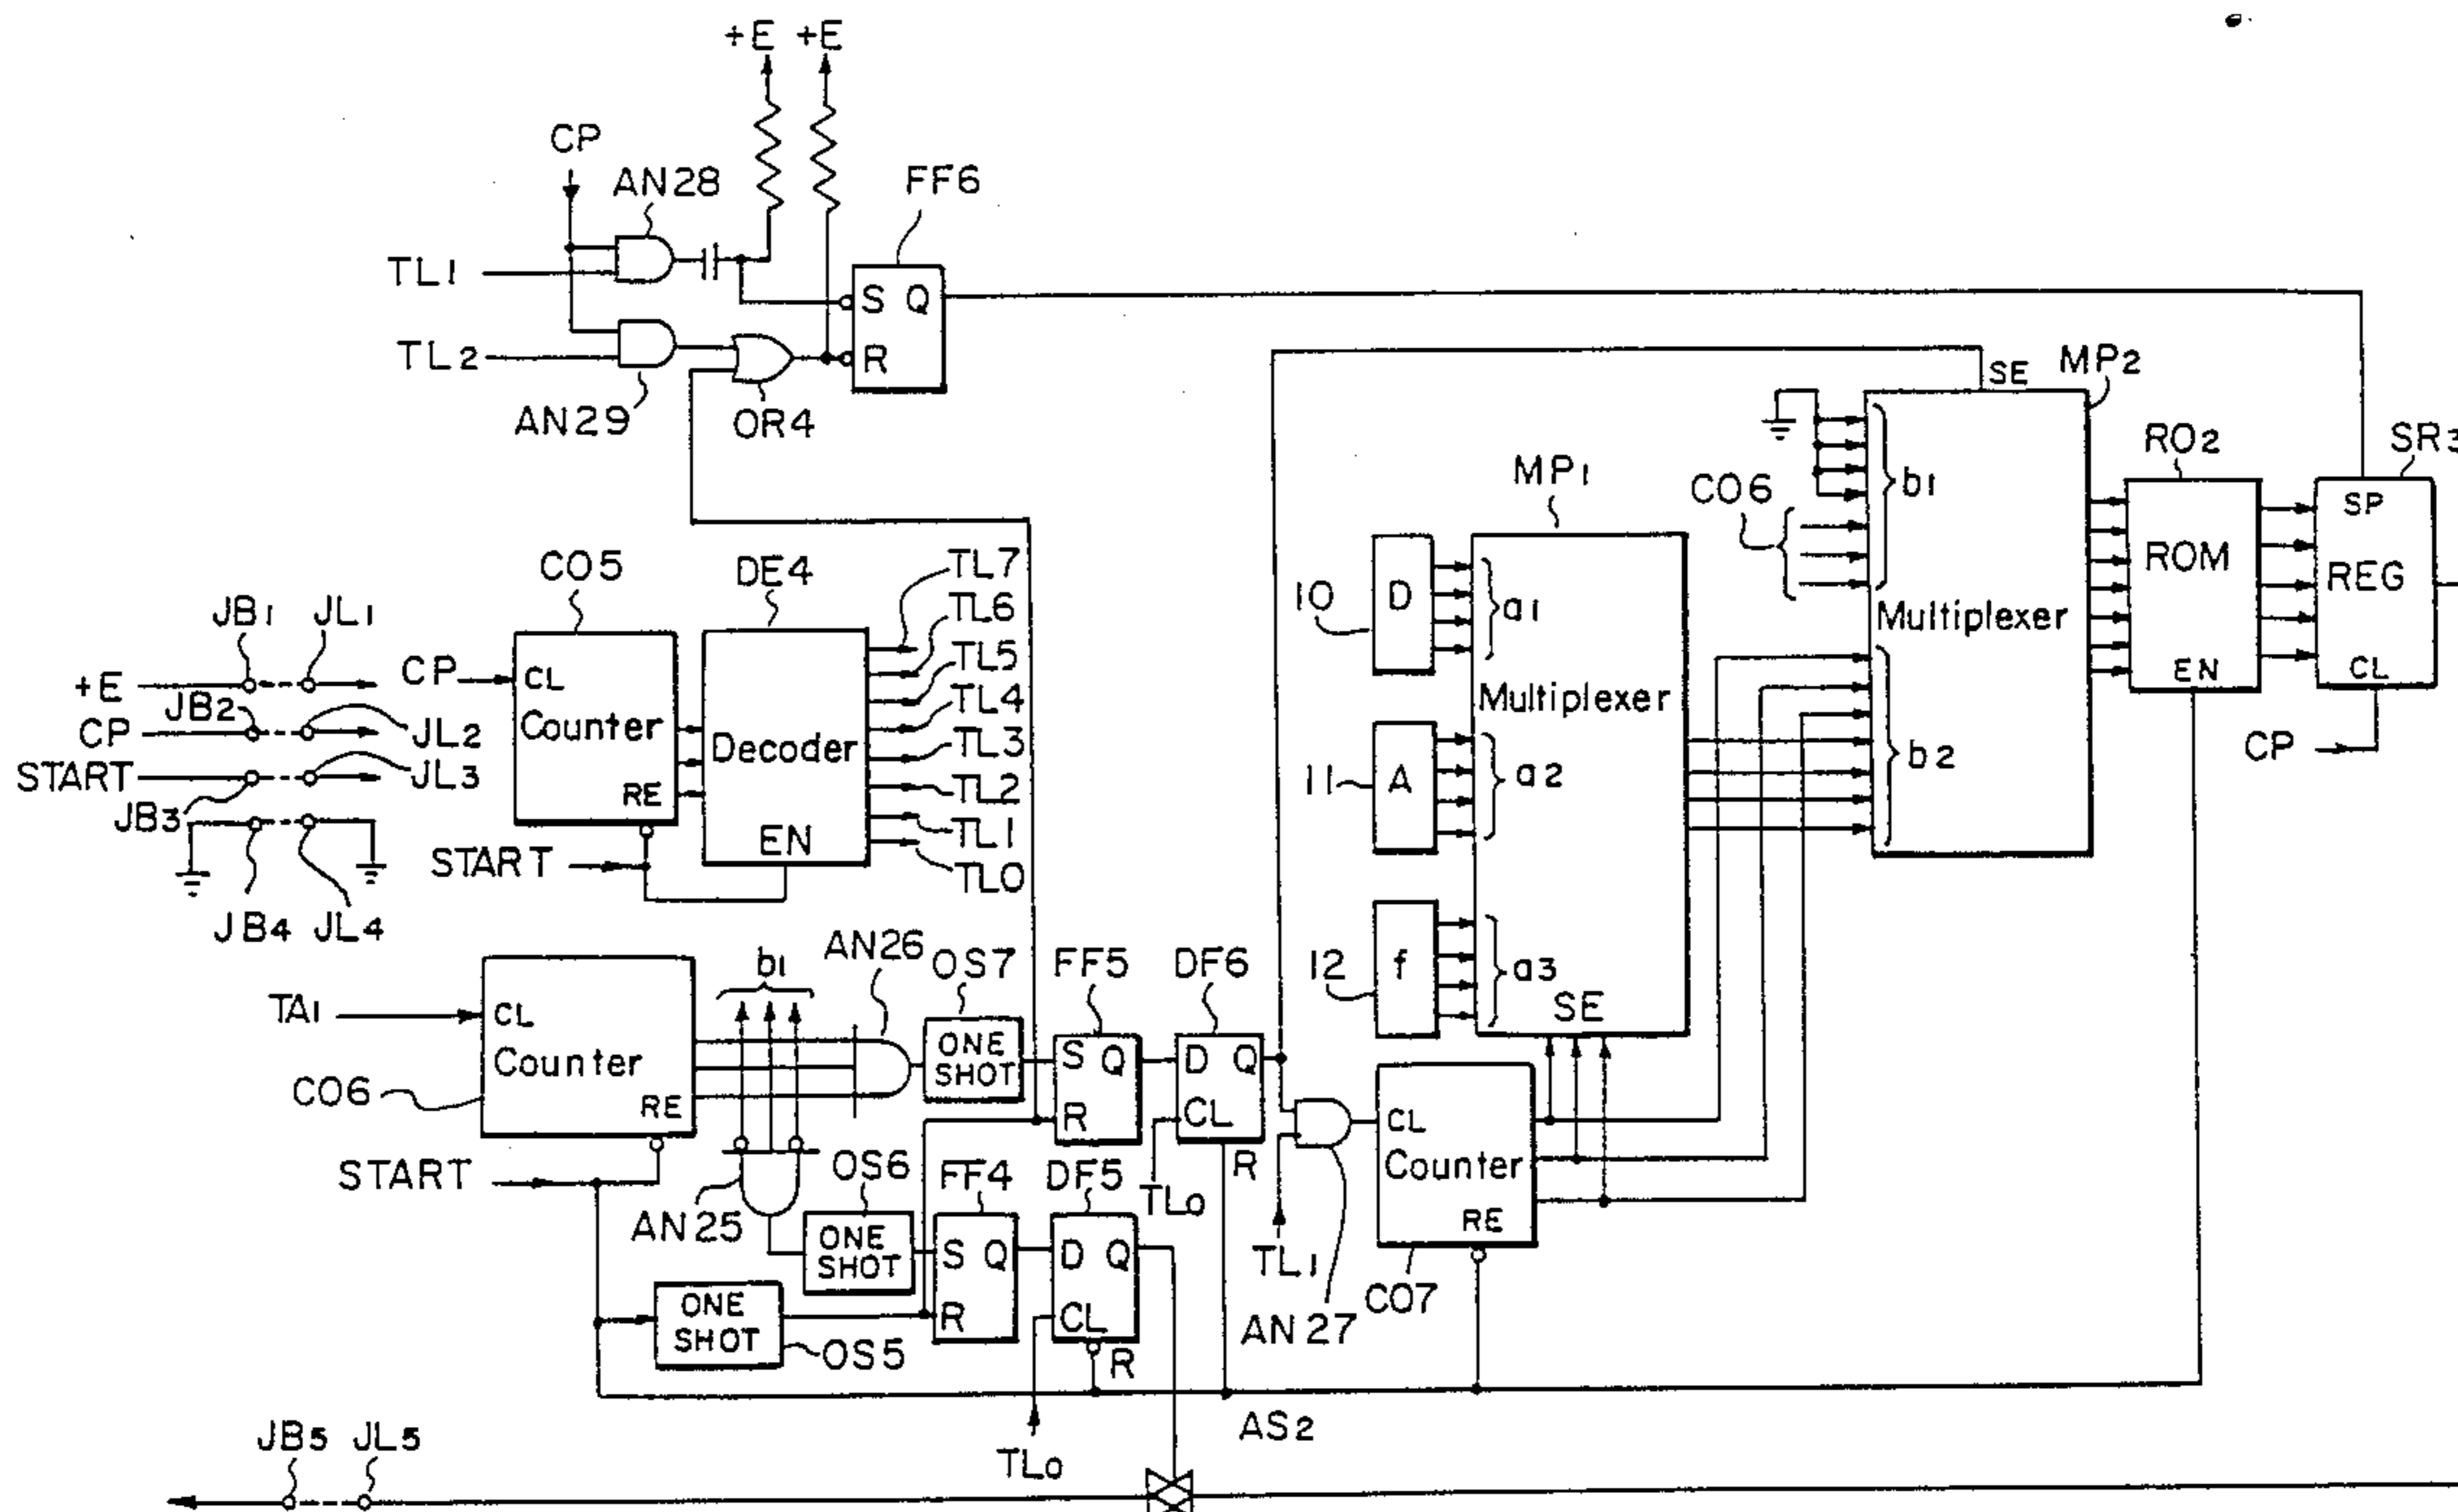 +E +E
CP
AN28
FF6
TL1
S Q
TL2
R
AN29
OR4
SE
MP2
b1
CO6
RO2
SR3
MP1
SP
ROM
REG
Multiplexer
EN
CL
CP
b2
CO5
DE4
TL7
TL6
TL5
TL4
TL3
TL2
TL1
TL0
JB1 JL1
CP
CL
+E
JB2
Counter
Decoder
CP
JL2
START
JL3
RE
JB3
EN
START
JB4 JL4
10
D
a1
Multiplexer
11
A
a2
12
f
a3
SE
b1
AN26
OS7
FF5
DF6
TA1
CL
Counter
ONE
SHOT
S Q
D Q
CO6
RE
R
CL
CL
Counter
START
OS6
FF4
DF5
R
TL0
RE
AN25
ONE
SHOT
S Q
D Q
TL1
CO7
ONE
SHOT
R
CL
AN27
OS5
R
AS2
JB5 JL5
TL0